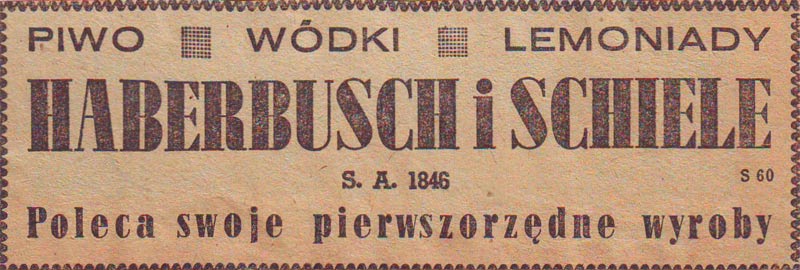 PIWO WÓDKI LEMONIADY
HABERBUSCH i SCHIELE
S. A. 1846
S 60
Poleca swoje pierwszorzędne wyroby